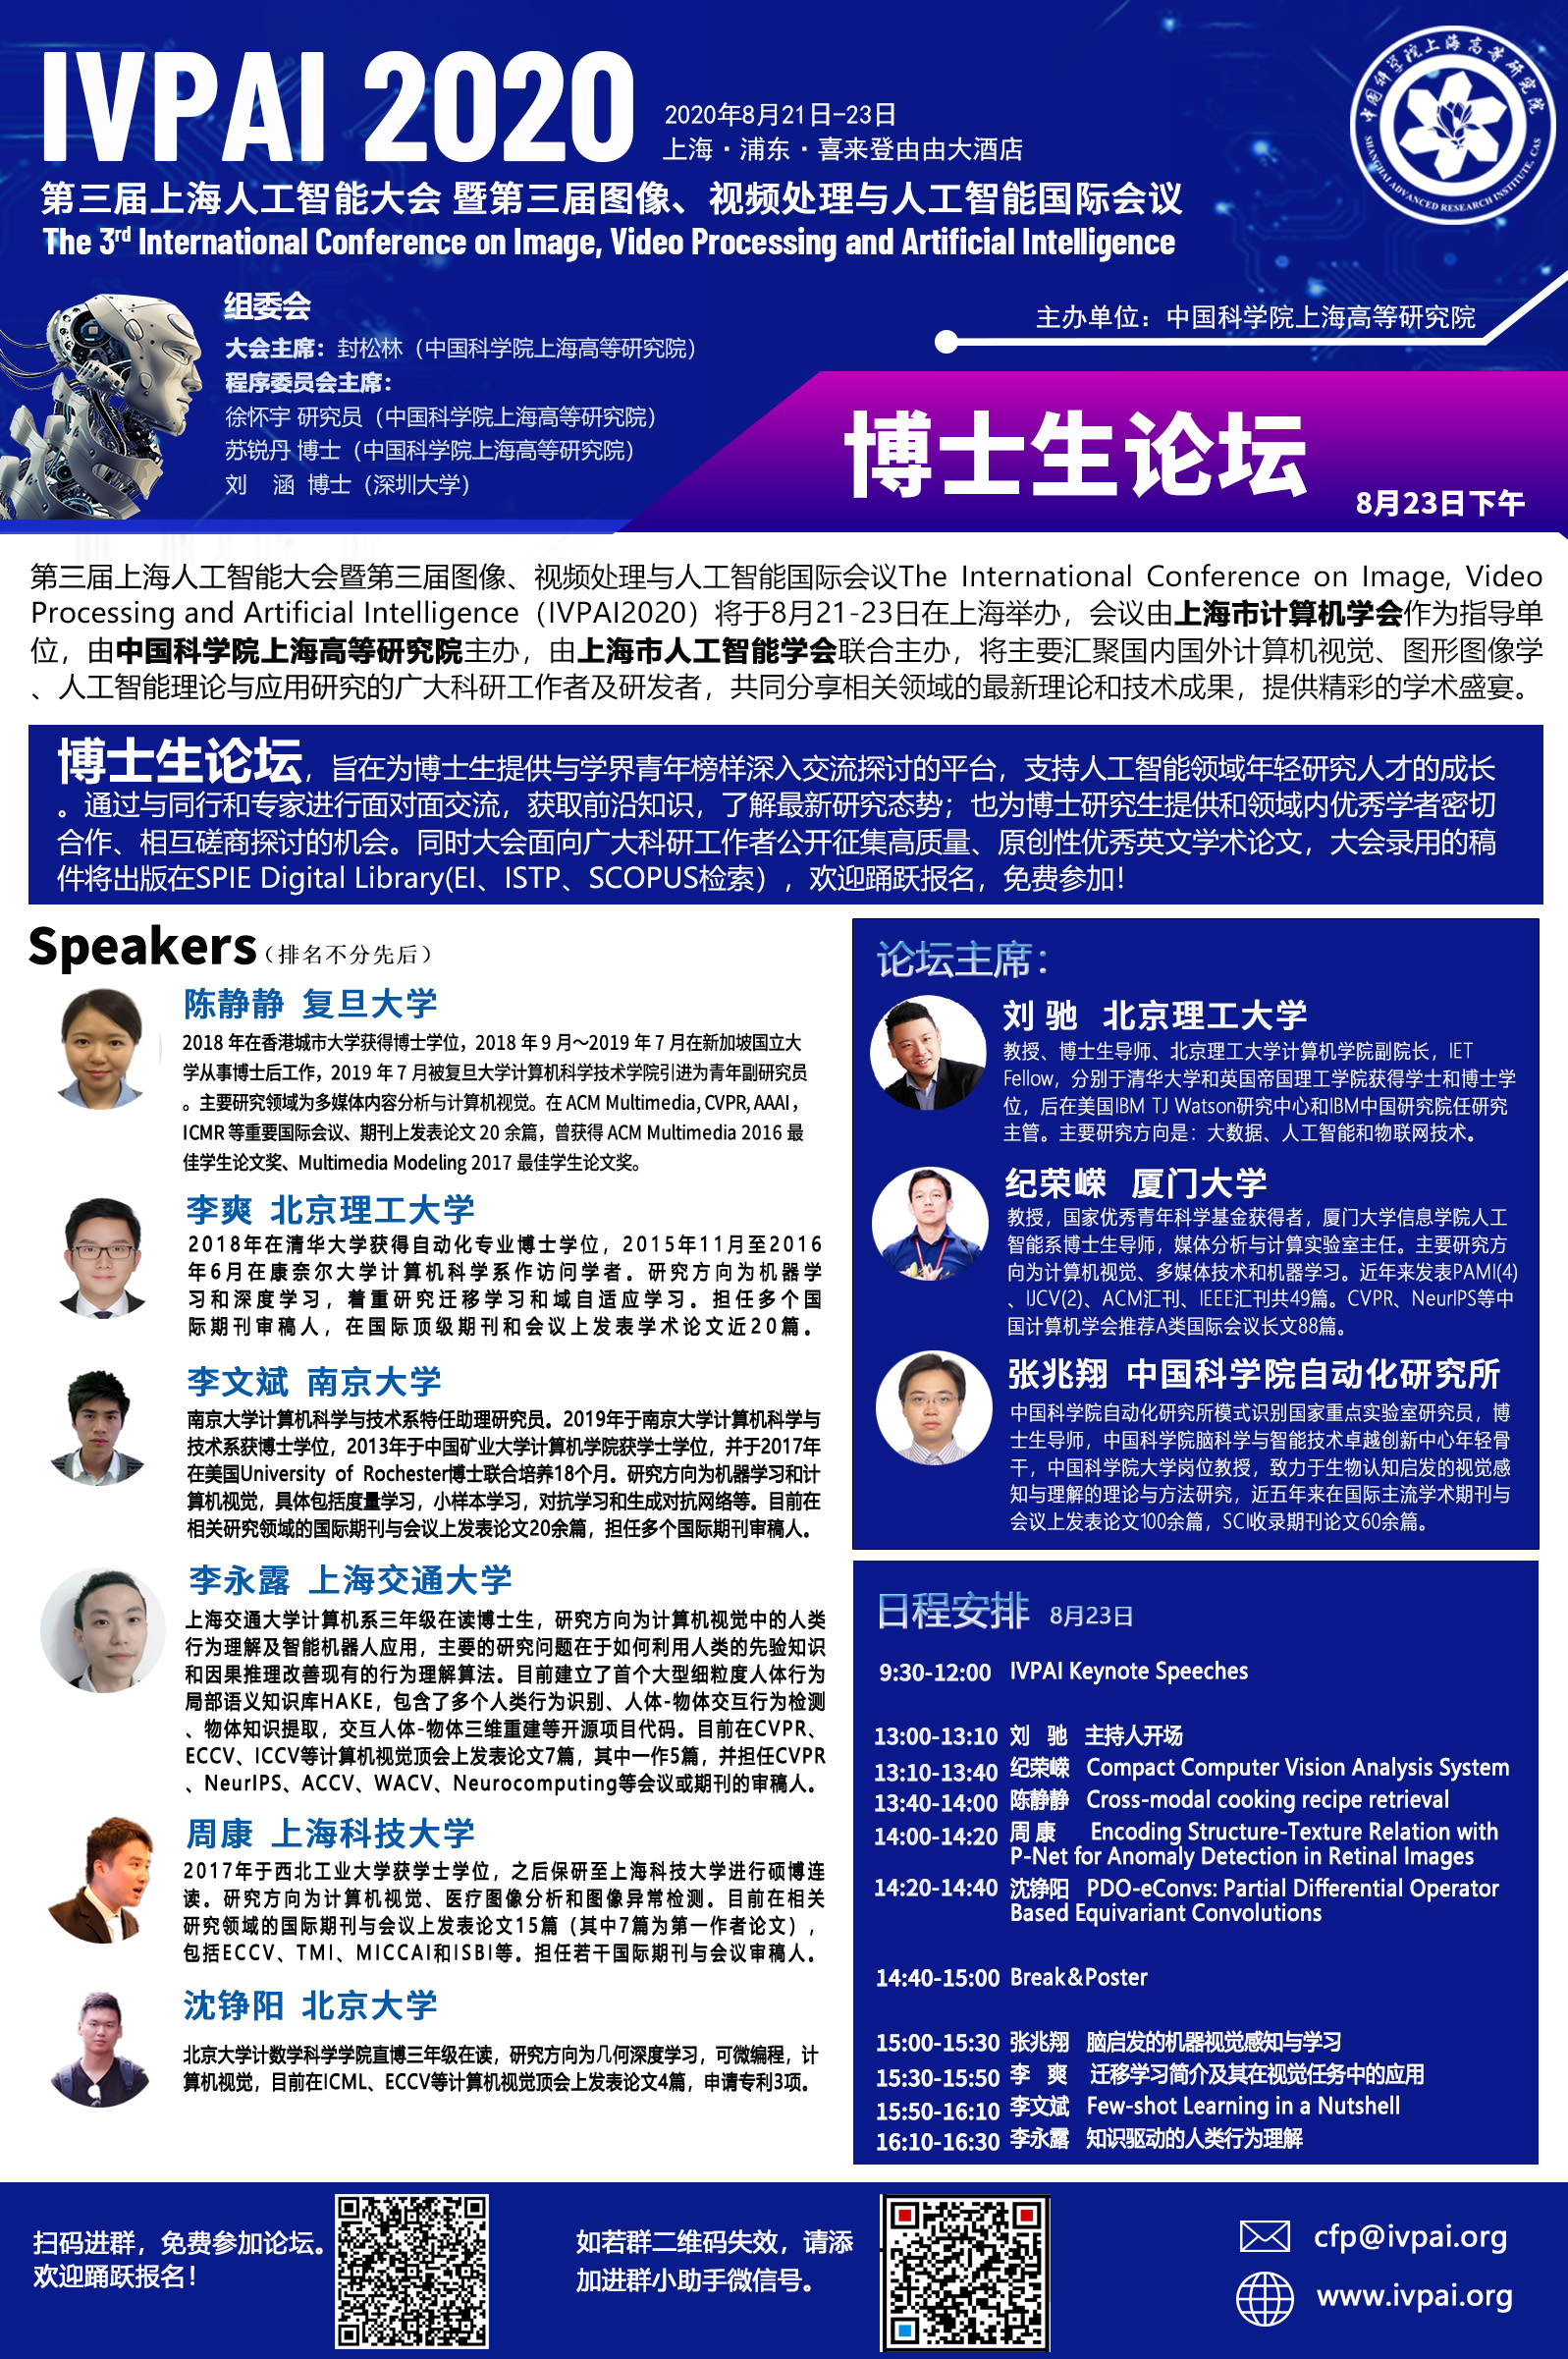 IVPAI 2020
2020年8月21日-23日
上海·浦东·喜来登由由大酒店
中国科学院上海高等研究院
SHANGHAI ADVANCED RESEARCH INSTITUTE, CAS
第三届上海人工智能大会 暨第三届图像、视频处理与人工智能国际会议
The 3rd International Conference on Image, Video Processing and Artificial Intelligence
组委会
大会主席：封松林（中国科学院上海高等研究院）
程序委员会主席：
徐怀宇 研究员（中国科学院上海高等研究院）
苏锐丹 博士（中国科学院上海高等研究院）
刘 涵 博士（深圳大学）
主办单位：中国科学院上海高等研究院
博士生论坛
8月23日下午
第三届上海人工智能大会暨第三届图像、视频处理与人工智能国际会议The International Conference on Image, Video
Processing and Artificial Intelligence（IVPAI2020）将于8月21-23日在上海举办，会议由上海市计算机学会作为指导单
位，由中国科学院上海高等研究院主办，由上海市人工智能学会联合主办，将主要汇聚国内国外计算机视觉、图形图像学
、人工智能理论与应用研究的广大科研工作者及研发者，共同分享相关领域的最新理论和技术成果，提供精彩的学术盛宴。
博士生论坛，旨在为博士生提供与学界青年榜样深入交流探讨的平台，支持人工智能领域年轻研究人才的成长
。通过与同行和专家进行面对面交流，获取前沿知识，了解最新研究态势；也为博士研究生提供和领域内优秀学者密切
合作、相互磋商探讨的机会。同时大会面向广大科研工作者公开征集高质量、原创性优秀英文学术论文，大会录用的稿
件将出版在SPIE Digital Library(EI、ISTP、SCOPUS检索），欢迎踊跃报名，免费参加！
Speakers（排名不分先后）
陈静静 复旦大学
2018 年在香港城市大学获得博士学位，2018 年 9 月～2019 年 7 月在新加坡国立大
学从事博士后工作，2019 年 7 月被复旦大学计算机科学技术学院引进为青年副研究员
。主要研究领域为多媒体内容分析与计算机视觉。在 ACM Multimedia, CVPR, AAAI，
ICMR 等重要国际会议、期刊上发表论文 20 余篇，曾获得 ACM Multimedia 2016 最
佳学生论文奖、Multimedia Modeling 2017 最佳学生论文奖。
李爽 北京理工大学
2018年在清华大学获得自动化专业博士学位，2015年11月至2016
年6月在康奈尔大学计算机科学系作访问学者。研究方向为机器学
习和深度学习，着重研究迁移学习和域自适应学习。担任多个国
际期刊审稿人，在国际顶级期刊和会议上发表学术论文近20篇。
李文斌 南京大学
南京大学计算机科学与技术系特任助理研究员。2019年于南京大学计算机科学与
技术系获博士学位，2013年于中国矿业大学计算机学院获学士学位，并于2017年
在美国University of Rochester博士联合培养18个月。研究方向为机器学习和计
算机视觉，具体包括度量学习，小样本学习，对抗学习和生成对抗网络等。目前在
相关研究领域的国际期刊与会议上发表论文20余篇，担任多个国际期刊审稿人。
李永露 上海交通大学
上海交通大学计算机系三年级在读博士生，研究方向为计算机视觉中的人类
行为理解及智能机器人应用，主要的研究问题在于如何利用人类的先验知识
和因果推理改善现有的行为理解算法。目前建立了首个大型细粒度人体行为
局部语义知识库HAKE，包含了多个人类行为识别、人体-物体交互行为检测
、物体知识提取，交互人体-物体三维重建等开源项目代码。目前在CVPR、
ECCV、ICCV等计算机视觉顶会上发表论文7篇，其中一作5篇，并担任CVPR
、NeurIPS、ACCV、WACV、Neurocomputing等会议或期刊的审稿人。
周康 上海科技大学
2017年于西北工业大学获学士学位，之后保研至上海科技大学进行硕博连
读。研究方向为计算机视觉、医疗图像分析和图像异常检测。目前在相关
研究领域的国际期刊与会议上发表论文15篇（其中7篇为第一作者论文），
包括ECCV、TMI、MICCAI和ISBI等。担任若干国际期刊与会议审稿人。
沈铮阳 北京大学
北京大学计数学科学学院直博三年级在读，研究方向为几何深度学习，可微编程，计
算机视觉，目前在ICML、ECCV等计算机视觉顶会上发表论文4篇，申请专利3项。
论坛主席：
刘 驰 北京理工大学
教授、博士生导师、北京理工大学计算机学院副院长，IET
Fellow，分别于清华大学和英国帝国理工学院获得学士和博士学
位，后在美国IBM TJ Watson研究中心和IBM中国研究院任研究
主管。主要研究方向是：大数据、人工智能和物联网技术。
纪荣嵘 厦门大学
教授，国家优秀青年科学基金获得者，厦门大学信息学院人工
智能系博士生导师，媒体分析与计算实验室主任。主要研究方
向为计算机视觉、多媒体技术和机器学习。近年来发表PAMI(4)
、IJCV(2)、ACM汇刊、IEEE汇刊共49篇。CVPR、NeurIPS等中
国计算机学会推荐A类国际会议长文88篇。
张兆翔 中国科学院自动化研究所
中国科学院自动化研究所模式识别国家重点实验室研究员，博
士生导师，中国科学院脑科学与智能技术卓越创新中心年轻骨
干，中国科学院大学岗位教授，致力于生物认知启发的视觉感
知与理解的理论与方法研究，近五年来在国际主流学术期刊与
会议上发表论文100余篇，SCI收录期刊论文60余篇。
日程安排 8月23日
9:30-12:00 IVPAI Keynote Speeches
13:00-13:10 刘 驰 主持人开场
13:10-13:40 纪荣嵘 Compact Computer Vision Analysis System
13:40-14:00 陈静静 Cross-modal cooking recipe retrieval
14:00-14:20 周 康 Encoding Structure-Texture Relation with
P-Net for Anomaly Detection in Retinal Images
14:20-14:40 沈铮阳 PDO-eConvs: Partial Differential Operator
Based Equivariant Convolutions
14:40-15:00 Break&Poster
15:00-15:30 张兆翔 脑启发的机器视觉感知与学习
15:30-15:50 李 爽 迁移学习简介及其在视觉任务中的应用
15:50-16:10 李文斌 Few-shot Learning in a Nutshell
16:10-16:30 李永露 知识驱动的人类行为理解
扫码进群，免费参加论坛。
欢迎踊跃报名！
如若群二维码失效，请添
加进群小助手微信号。
cfp@ivpai.org
www.ivpai.org